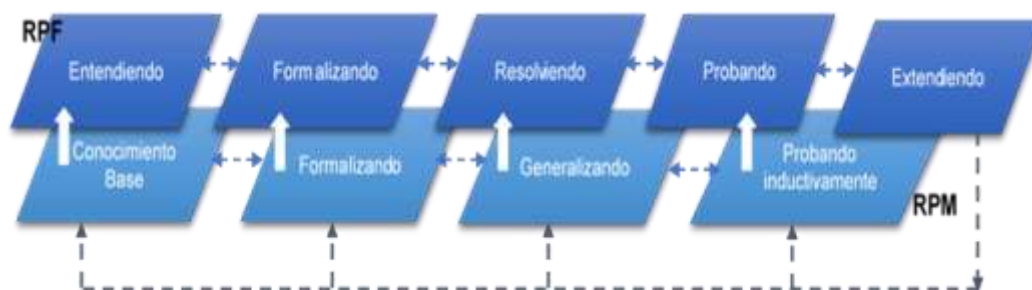 RPF
Entendiendo
Formalizando
Resolviendo
Probando
Extendiendo
Conocimiento
Base
Formalizando
Generalizando
Probando
inductivamente
RPM